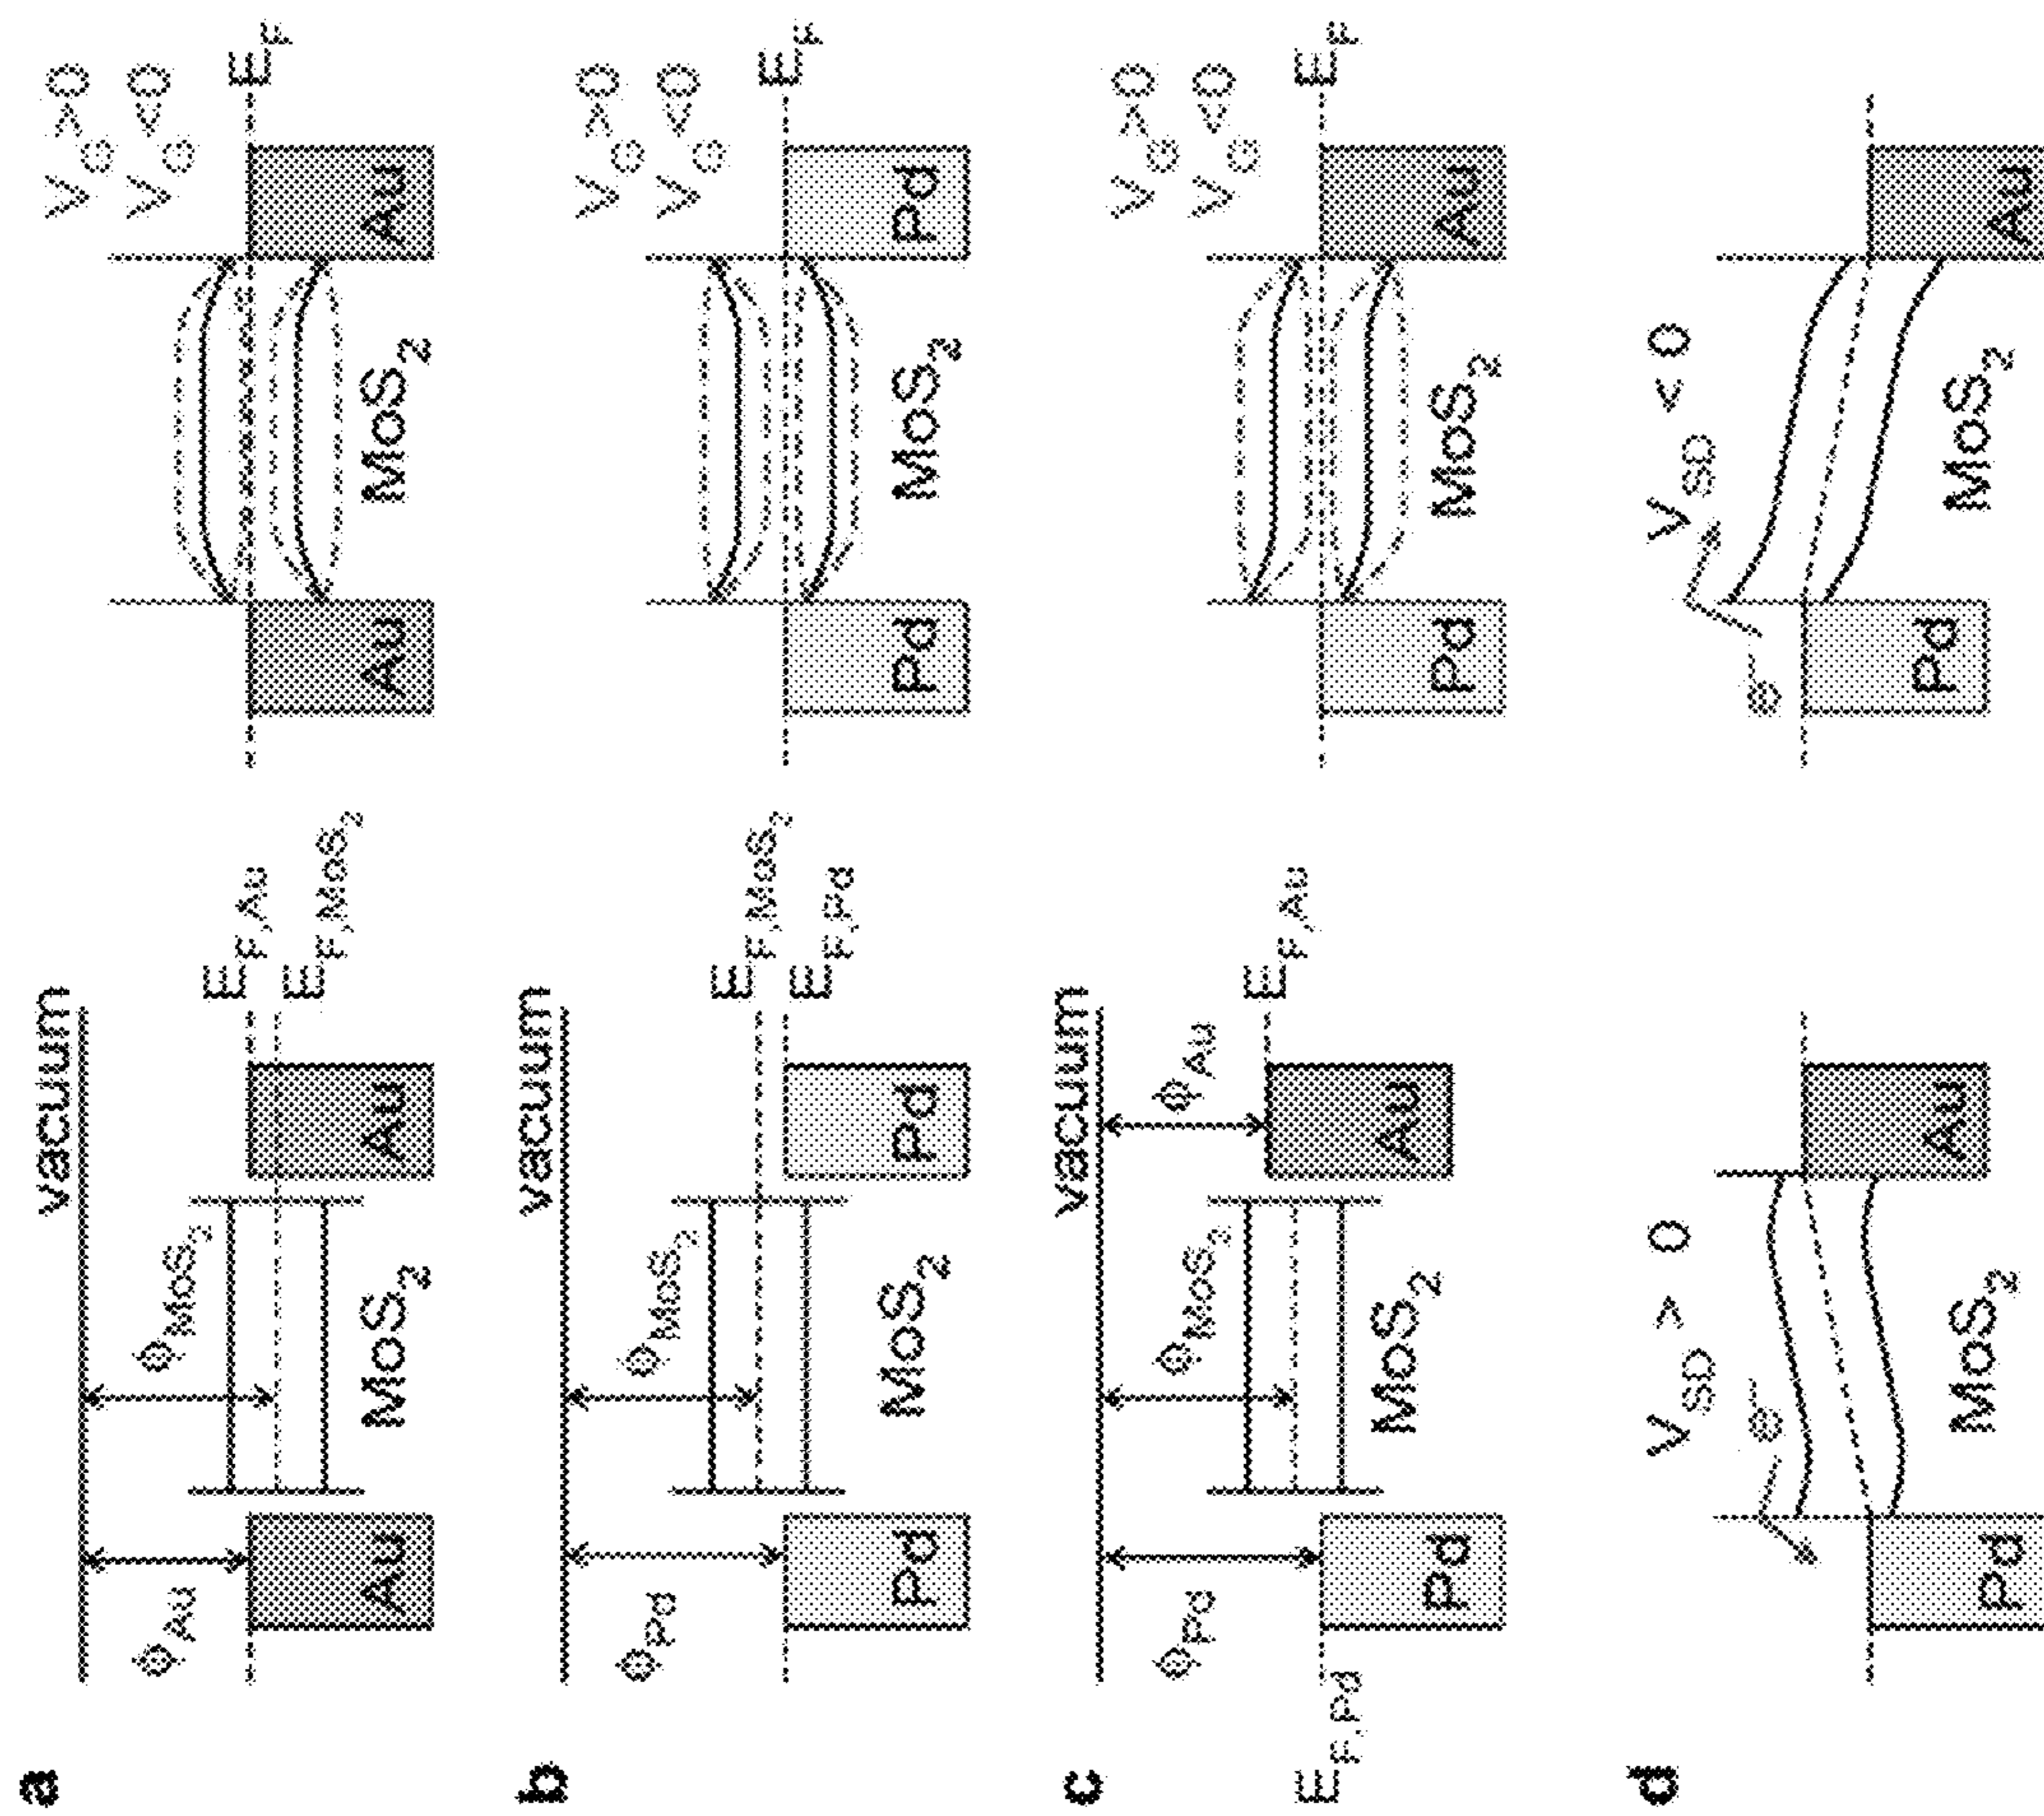 a
vacuum
Φ_Au
Φ_MoS₂
E_F,Au
E_F,MoS₂
Au
MoS₂
Au
V_G >0
V_G <0
E_F
Au
MoS₂
Au
b
vacuum
Φ_Pd
Φ_MoS₂
E_F,MoS₂
E_F,Pd
Pd
MoS₂
Pd
V_G >0
V_G <0
E_F
Pd
MoS₂
Pd
c
vacuum
Φ_Pd
Φ_MoS₂
Φ_Au
E_F,Pd
E_F,Au
Pd
MoS₂
Au
V_G >0
V_G <0
E_F
Pd
MoS₂
Au
d
V_SD > 0
e⁻
Pd
MoS₂
Au
V_SD < 0
e⁻
Pd
MoS₂
Au